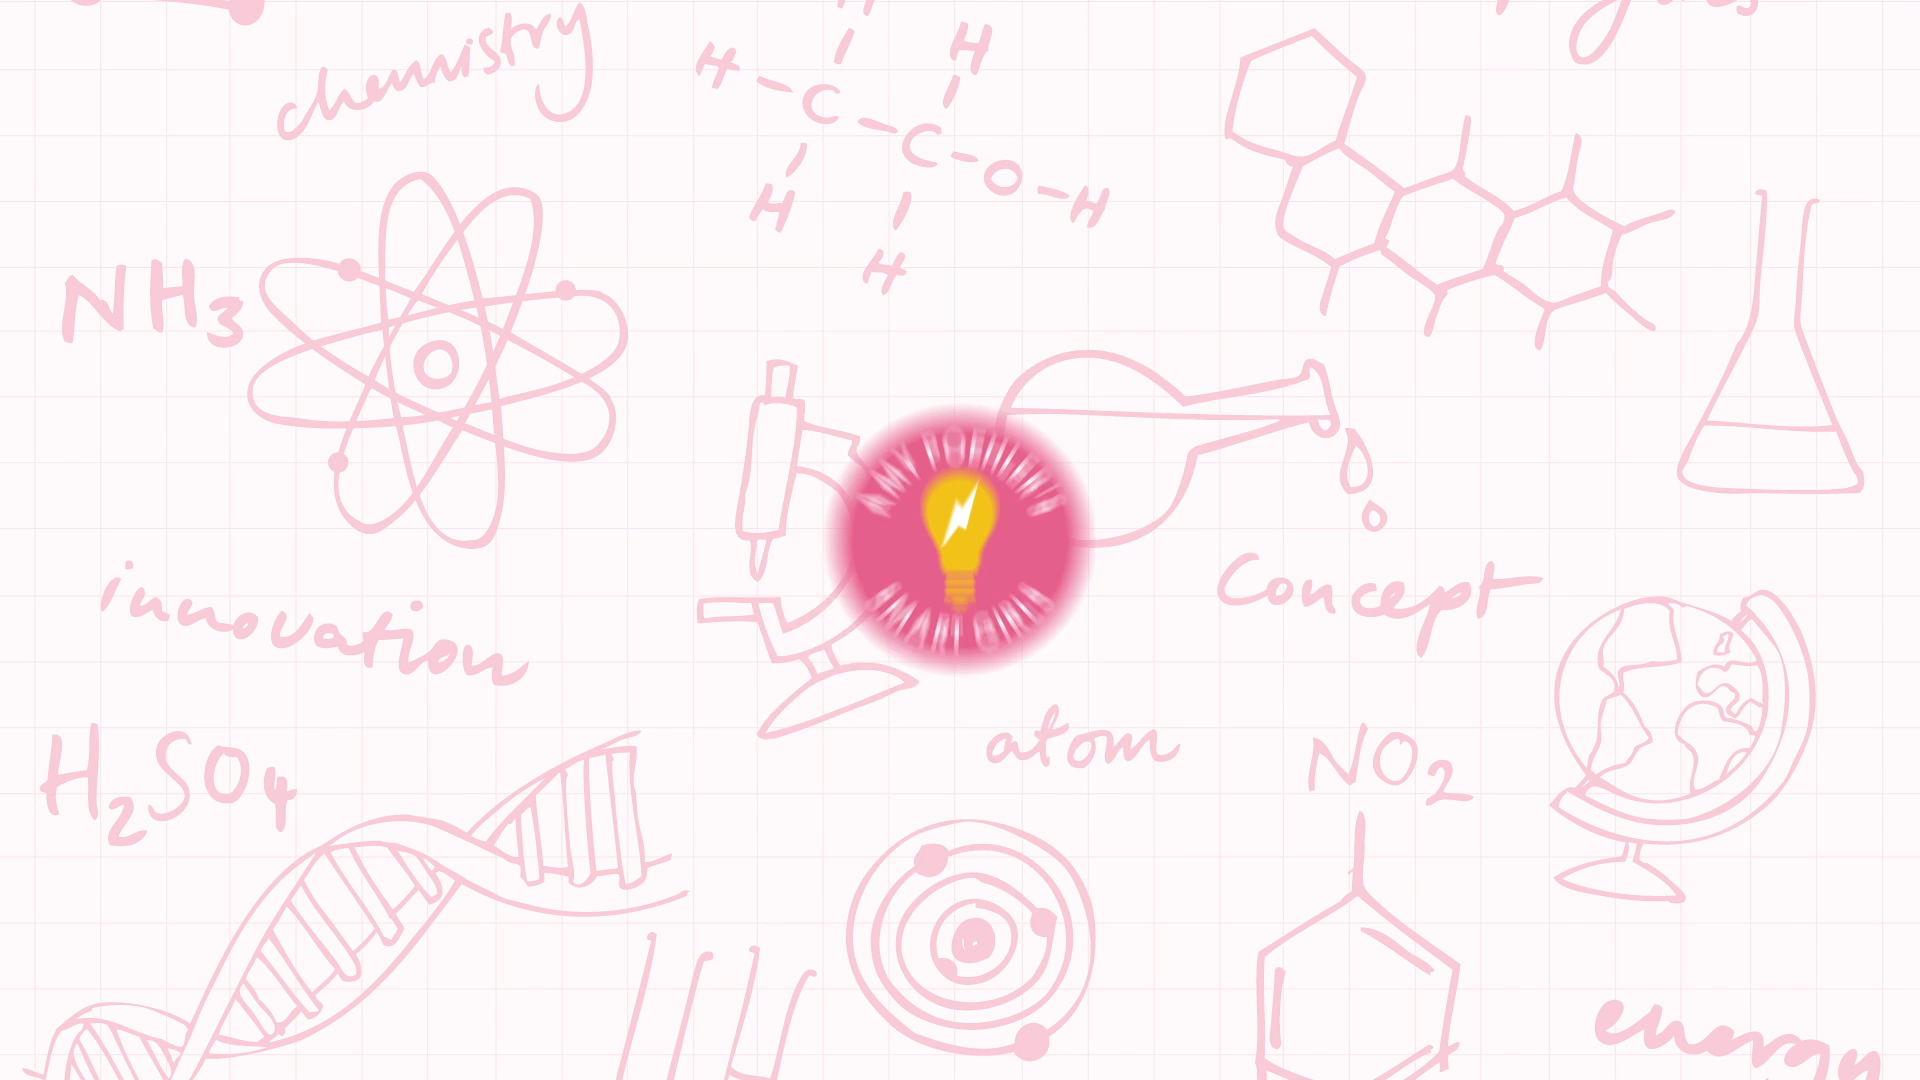 chemistry
H H
C
C O H
H
H
NH3
innovation
Concept
H2SO4
atom
NO2
energy